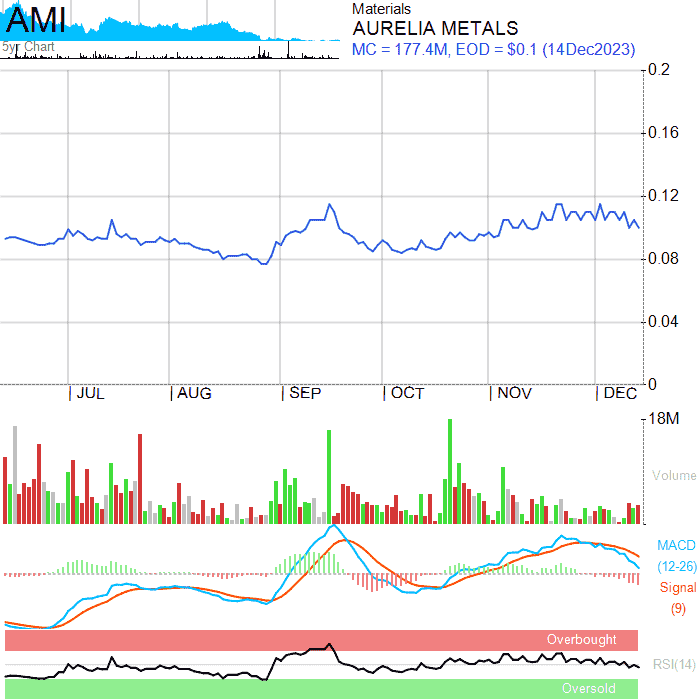 AMI
5yr Chart
Materials
AURELIA METALS
MC = 177.4M, EOD = $0.1 (14Dec2023)
0.2
0.16
0.12
0.08
0.04
0
| JUL | AUG | SEP | OCT | NOV | DEC
18M
Volume
MACD
(12-26)
Signal
(9)
Overbought
RSI(14)
Oversold